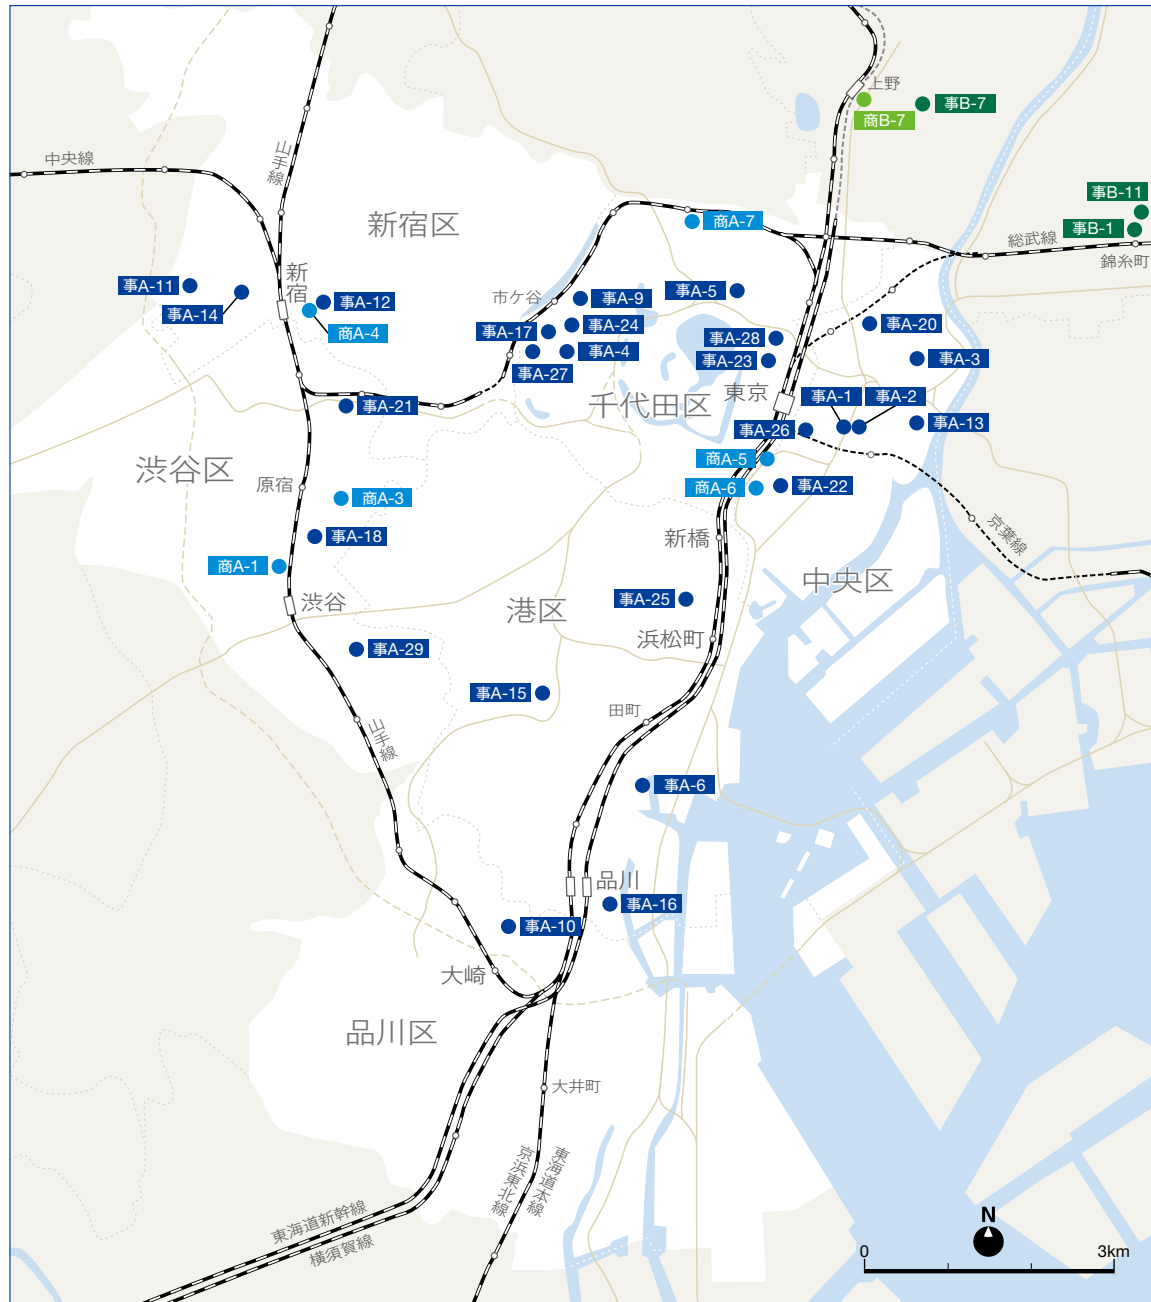 上野
事B-7
商B-7
中央線
山手線
事B-11
商A-7
新宿区
事B-1
総武線
錦糸町
新宿
事A-11
事A-14
事A-12
商A-4
市ケ谷
事A-9
事A-5
事A-24
事A-17
事A-4
事A-27
事A-28
事A-23
事A-20
事A-3
東京
千代田区
事A-1
事A-2
事A-21
事A-26
事A-13
渋谷区
商A-5
原宿
商A-3
商A-6
事A-22
事A-18
新橋
京葉線
商A-1
中央区
渋谷
港区
事A-25
浜松町
事A-29
事A-15
田町
山手線
事A-6
品川
事A-16
事A-10
大崎
品川区
大井町
京浜東北線
東海道本線
東海道新幹線
横須賀線
N
0
3km